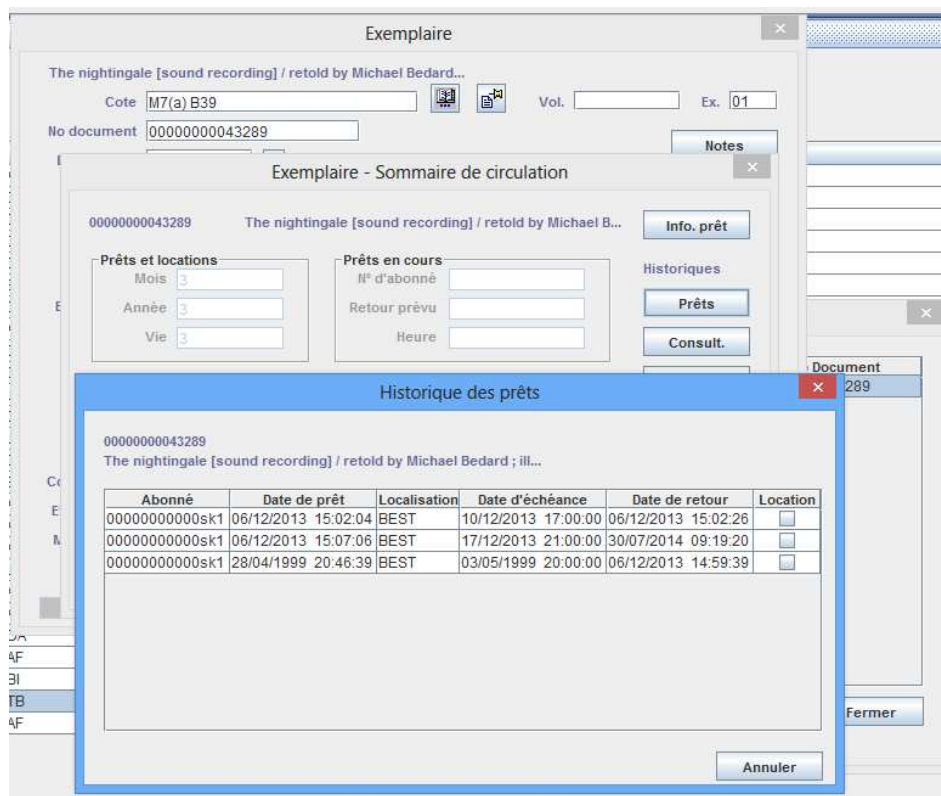 Exemplaire
The nightingale [sound recording] / retold by Michael Bedard...
Cote M7(a) B39 Vol. Ex. 01
No document 00000000043289
Notes
Exemplaire - Sommaire de circulation
00000000043289 The nightingale [sound recording] / retold by Michael B... Info. prêt
Prêts et locations Prêts en cours
Mois 3 Nº d'abonné Historiques
Année 3 Retour prévu Prêts
Vie 3 Heure Consult.
Document
289
Historique des prêts
00000000043289
The nightingale [sound recording] / retold by Michael Bedard ; ill...
Abonné Date de prêt Localisation Date d'échéance Date de retour Location
00000000000sk1 06/12/2013 15:02:04 BEST 10/12/2013 17:00:00 06/12/2013 15:02:26
00000000000sk1 06/12/2013 15:07:06 BEST 17/12/2013 21:00:00 30/07/2014 09:19:20
00000000000sk1 28/04/1999 20:46:39 BEST 03/05/1999 20:00:00 06/12/2013 14:59:39
AF
BI
TB
AF
Fermer
Annuler